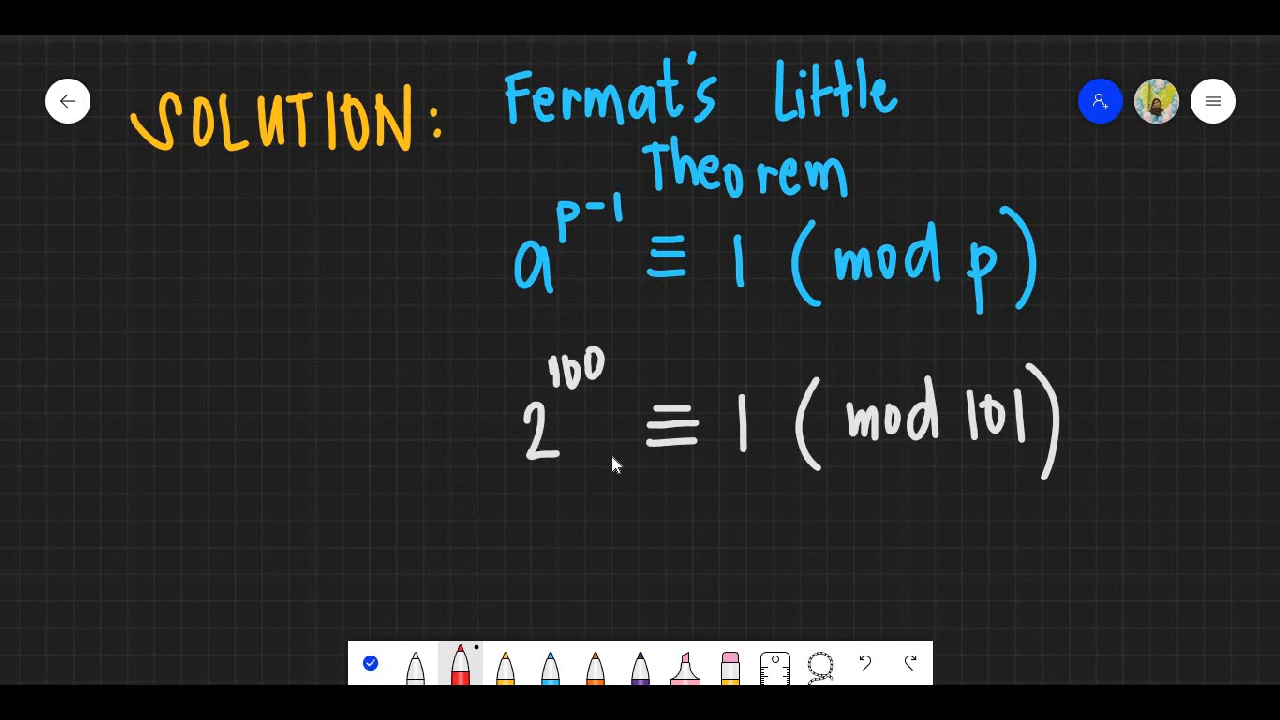 SOLUTION:
Fermat's Little
Theorem
a^{p-1} ≡ 1 (mod p)
2^{100} ≡ 1 (mod 101)